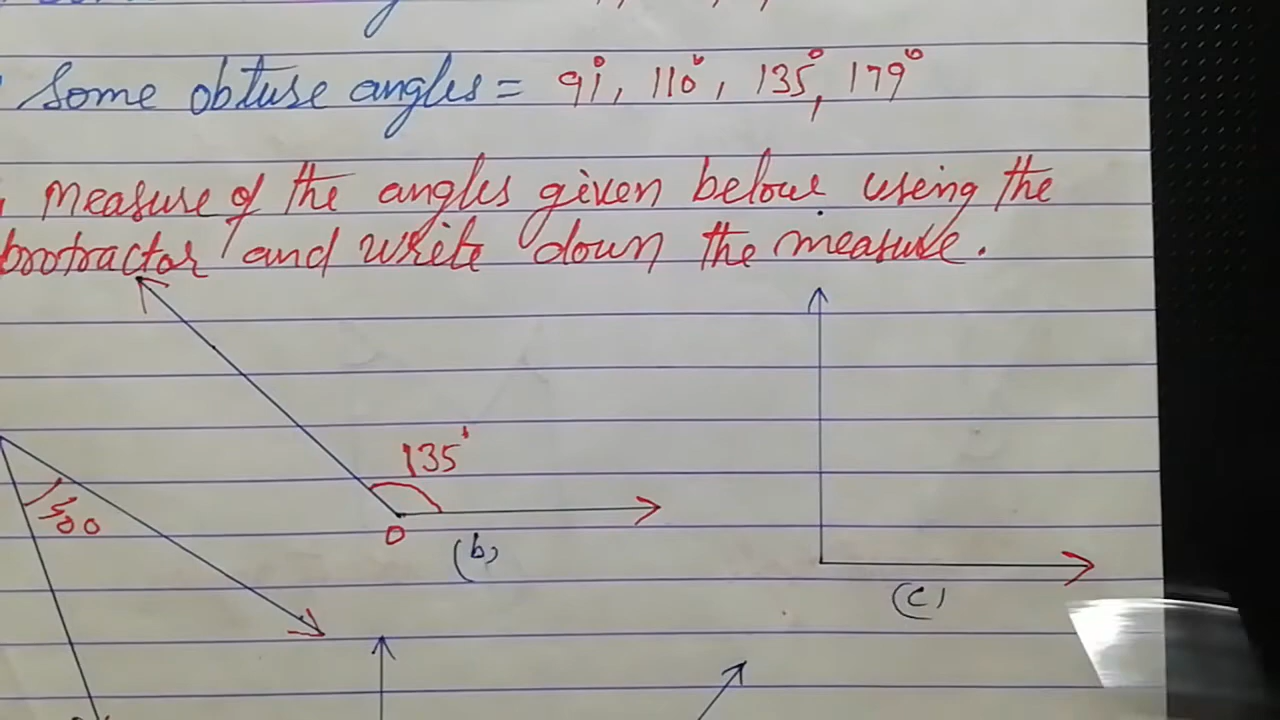 Some obtuse angles = 91°, 110°, 135°, 179°
measure of the angles given below using the
protractor and write down the measure.
135°
O
(b)
(c)